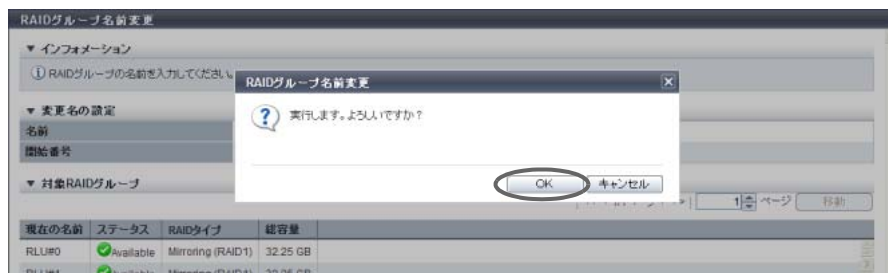 RAIDグループ名前変更
▼ インフォメーション
RAIDグループの名前を入力してください。
RAIDグループ名前変更
実行します。よろしいですか？
OK キャンセル
▼ 変更名の設定
名前
開始番号
▼ 対象RAIDグループ
1 ページ 移動
現在の名前 ステータス RAIDタイプ 総容量
RLU#0 Available Mirroring (RAID1) 32.25 GB